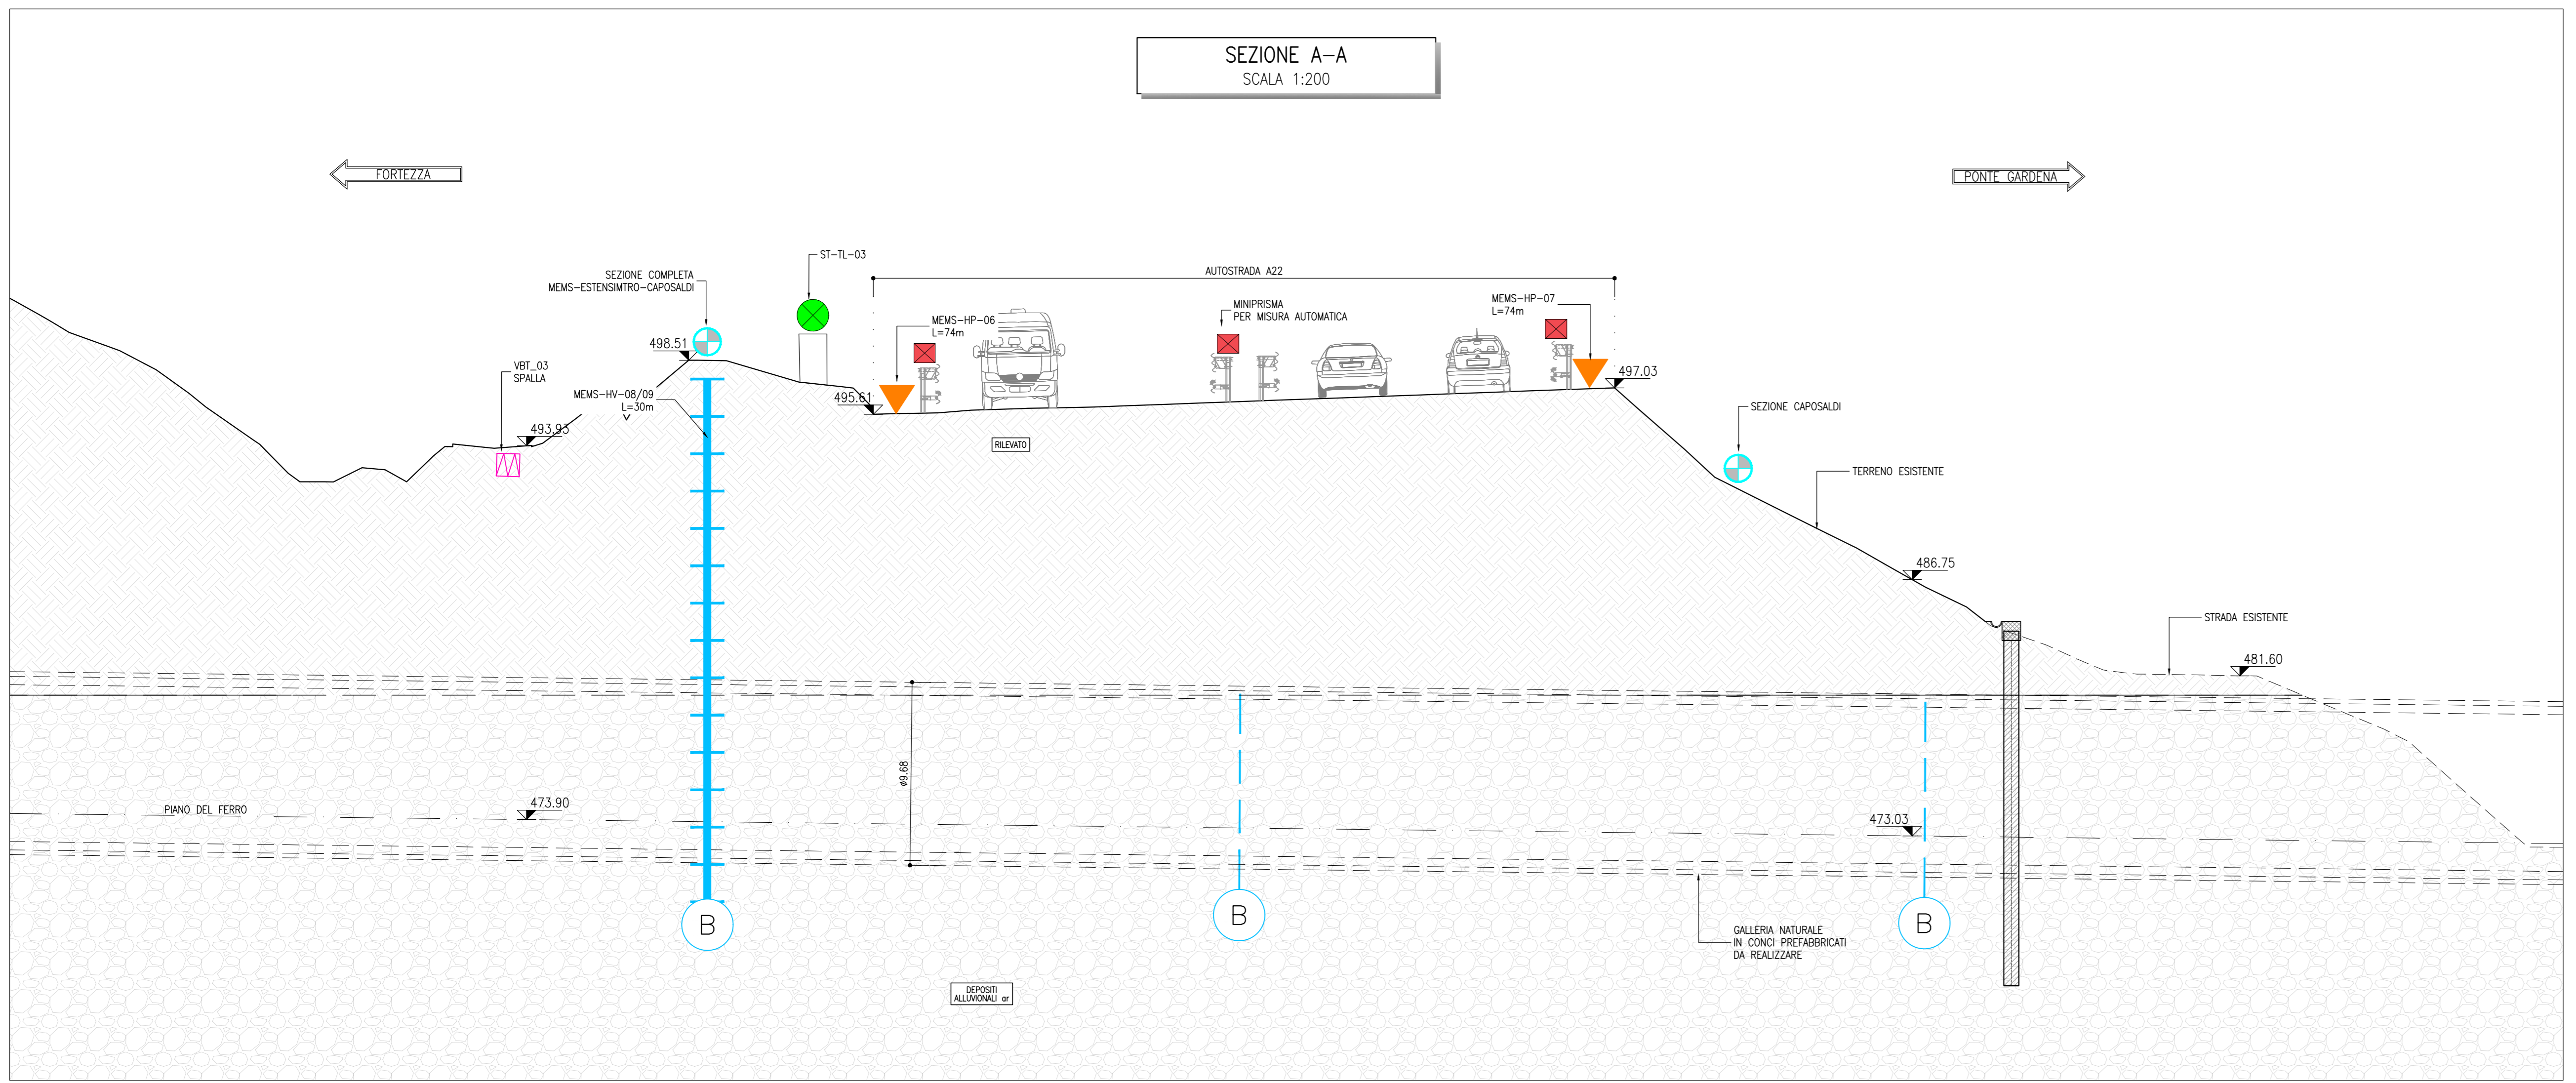 SEZIONE A-A
SCALA 1:200
FORTEZZA
PONTE GARDENA
ST-TL-03
SEZIONE COMPLETA
MEMS-ESTENSIMTRO-CAPOSALDI
AUTOSTRADA A22
MEMS-HP-06
L=74m
MINIPRISMA
PER MISURA AUTOMATICA
MEMS-HP-07
L=74m
498.51
497.03
VBT_03
SPALLA
MEMS-HV-08/09
L=30m
495.61
SEZIONE CAPOSALDI
493.93
RILEVATO
TERRENO ESISTENTE
486.75
STRADA ESISTENTE
481.60
ø9.68
PIANO DEL FERRO
473.90
473.03
B
B
B
GALLERIA NATURALE
IN CONCI PREFABBRICATI
DA REALIZZARE
DEPOSITI
ALLUVIONALI ar